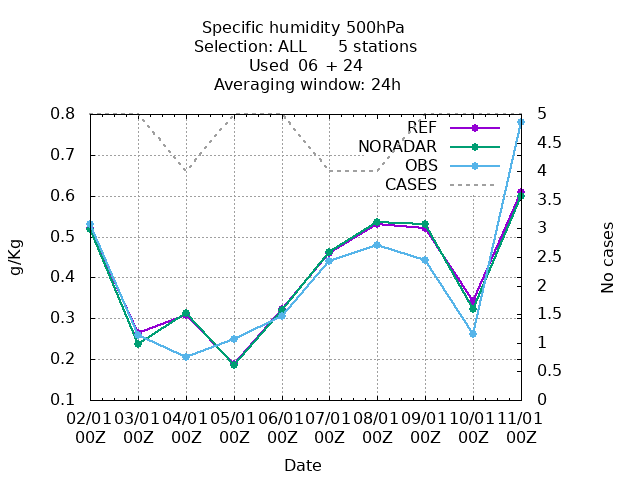 Specific humidity 500hPa
Selection: ALL      5 stations
Used  06 + 24
Averaging window: 24h
g/Kg
0.8
0.7
0.6
0.5
0.4
0.3
0.2
0.1
REF
NORADAR
OBS
CASES
5
4.5
4
3.5
3
2.5
2
1.5
1
0.5
0
No cases
02/01 03/01 04/01 05/01 06/01 07/01 08/01 09/01 10/01 11/01
00Z 00Z 00Z 00Z 00Z 00Z 00Z 00Z 00Z 00Z
Date